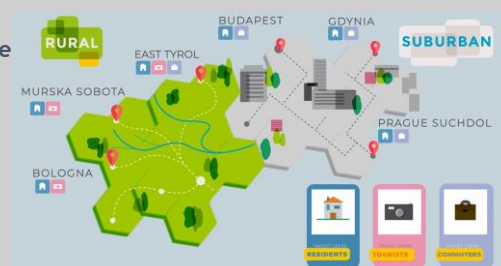 e
RURAL
BUDAPEST
GDYNIA
SUBURBAN
EAST TYROL
MURSKA SOBOTA
PRAGUE SUCHDOL
BOLOGNA
RESIDENTS
TOURISTS
COMMUTERS